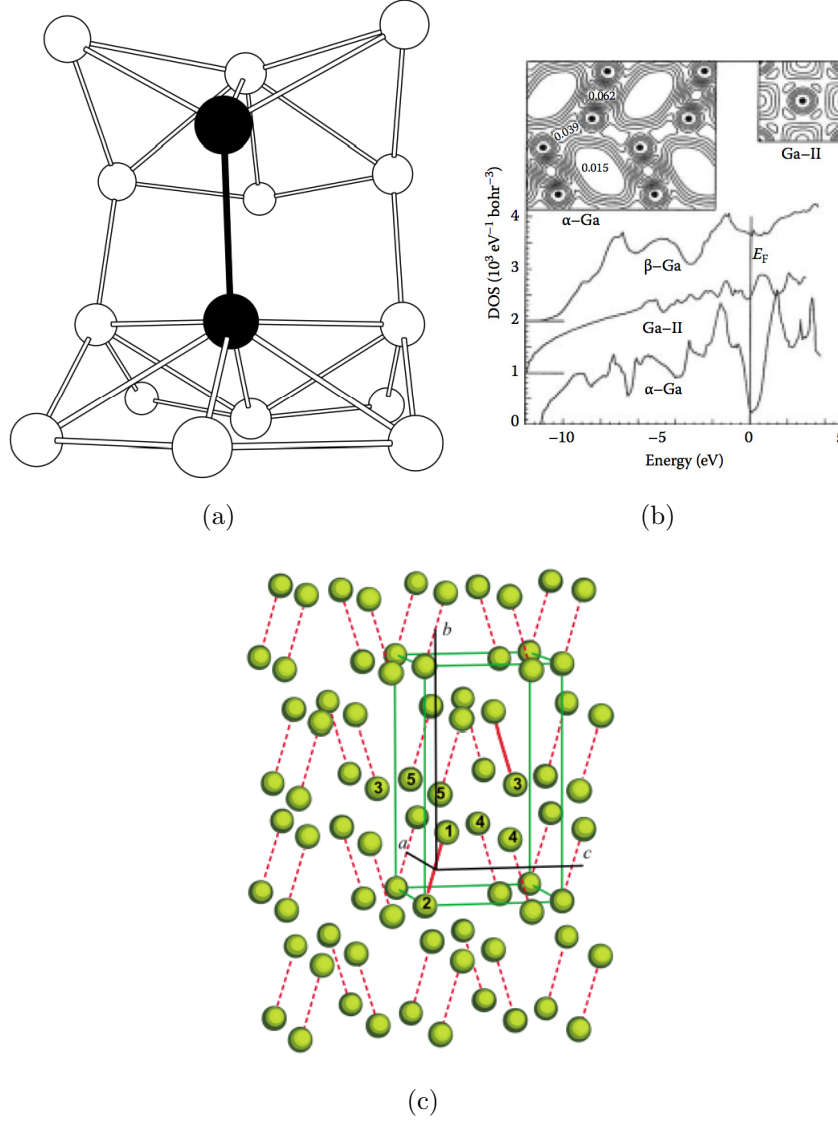 (a)
0.062
0.039
0.015
α–Ga
Ga–II
DOS (10³ eV⁻¹ bohr⁻³)
4
3
2
1
0
β–Ga
Ga–II
α–Ga
E_F
−10
−5
0
5
Energy (eV)
(b)
b
3
5
5
3
1
4
4
a
c
2
(c)